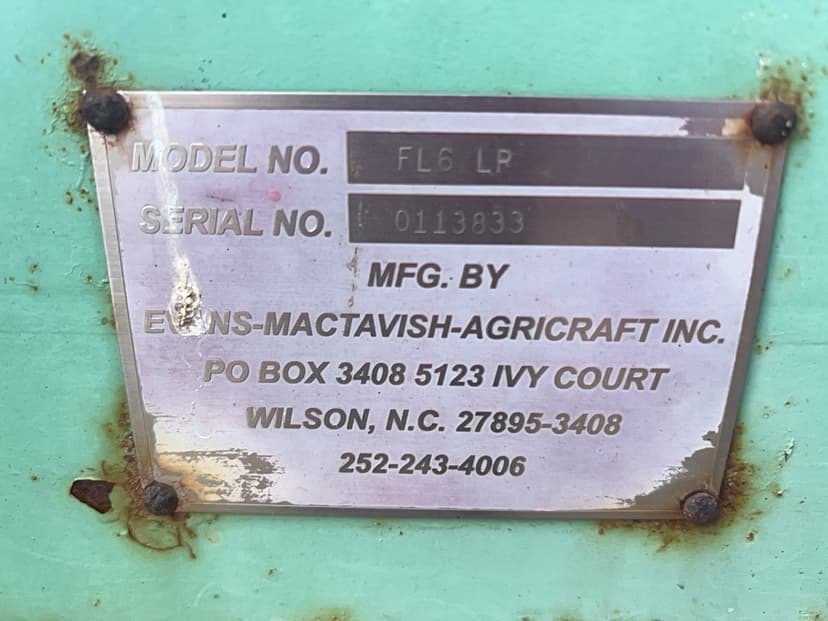 MODEL NO. FL6 LP
SERIAL NO. 0113833
MFG. BY
EVANS-MACTAVISH-AGRICRAFT INC.
PO BOX 3408 5123 IVY COURT
WILSON, N.C. 27895-3408
252-243-4006